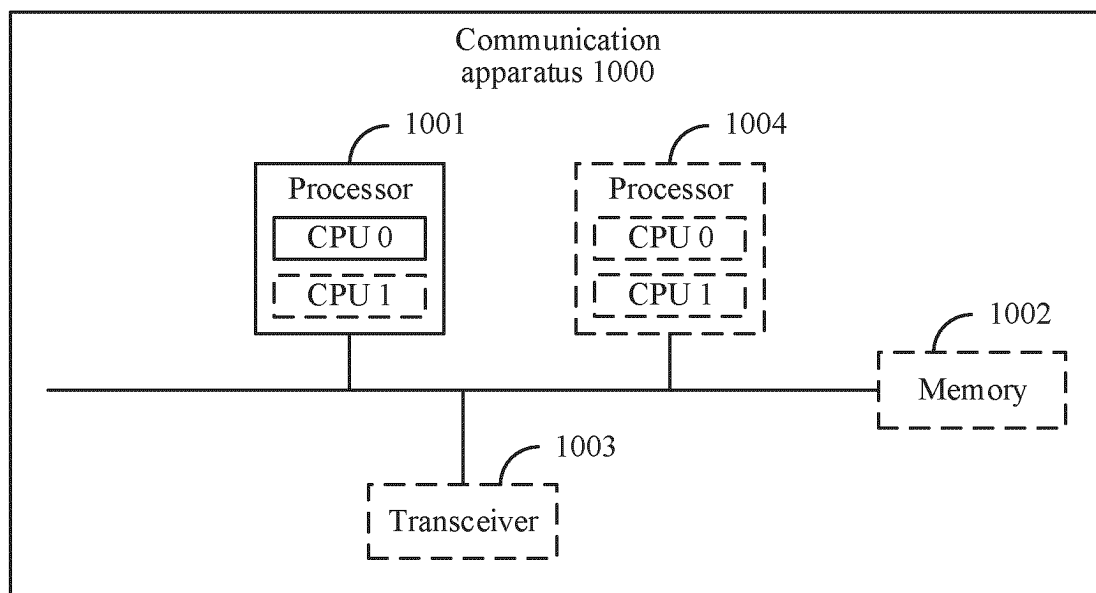 Communication
apparatus 1000
1001
1004
Processor
Processor
CPU 0
CPU 0
CPU 1
CPU 1
1002
Memory
1003
Transceiver